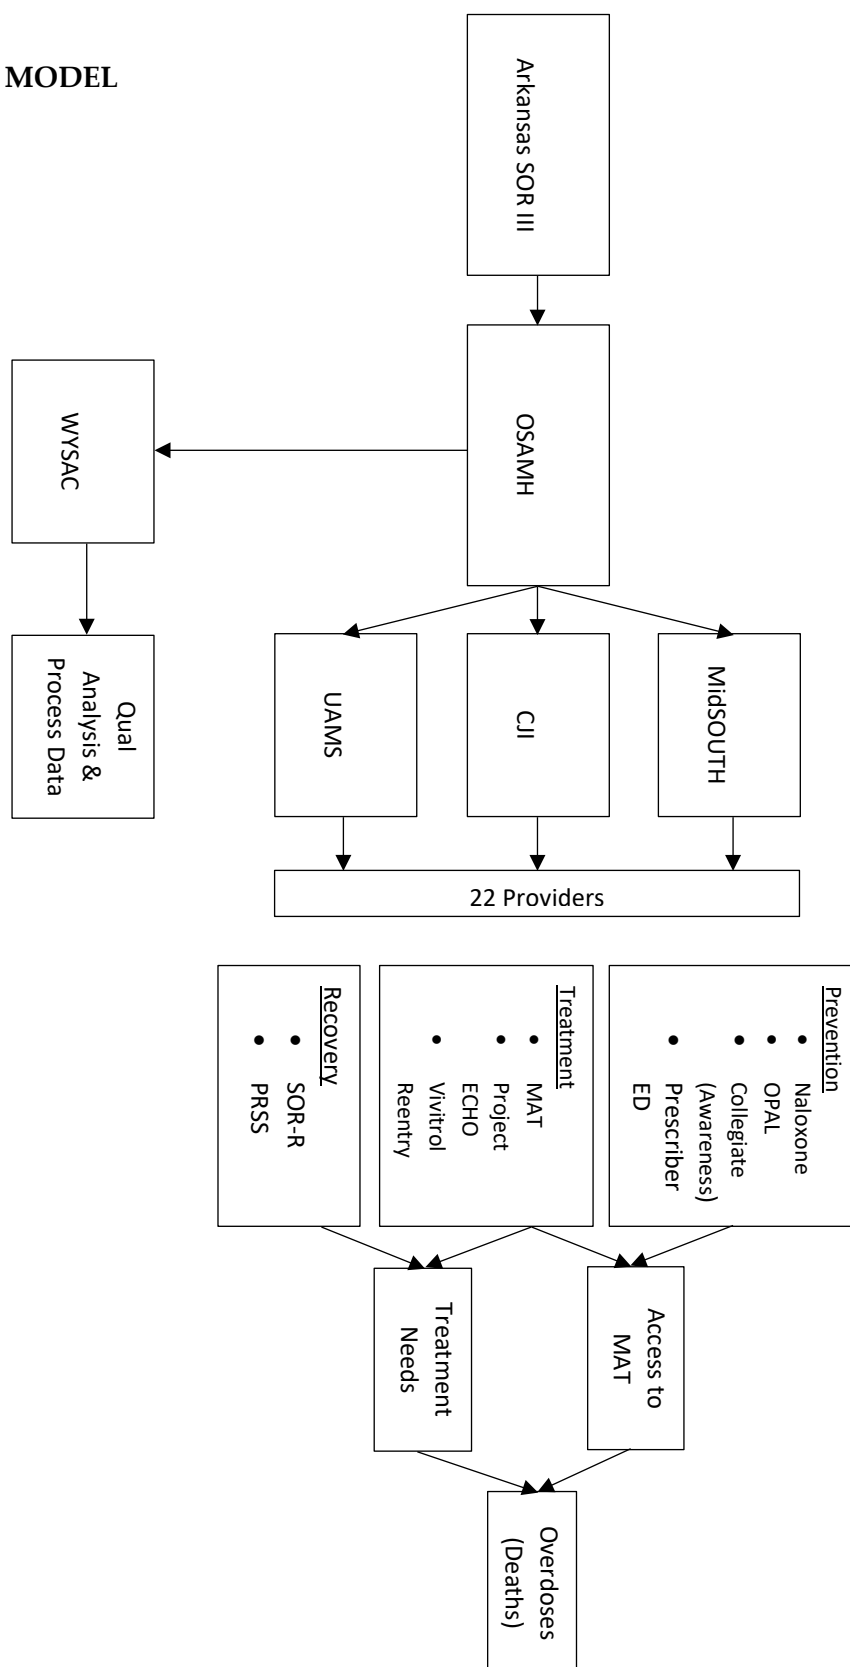 MODEL
Arkansas SOR III
OSAMH
WYSAC
Qual
Analysis &
Process Data
MidSOUTH
CJI
UAMS
22 Providers
Prevention
• Naloxone
• OPAL
• Collegiate
(Awareness)
• Prescriber
ED
Treatment
• MAT
• Project
ECHO
• Vivitrol
Reentry
Recovery
• SOR-R
• PRSS
Access to
MAT
Treatment
Needs
Overdoses
(Deaths)